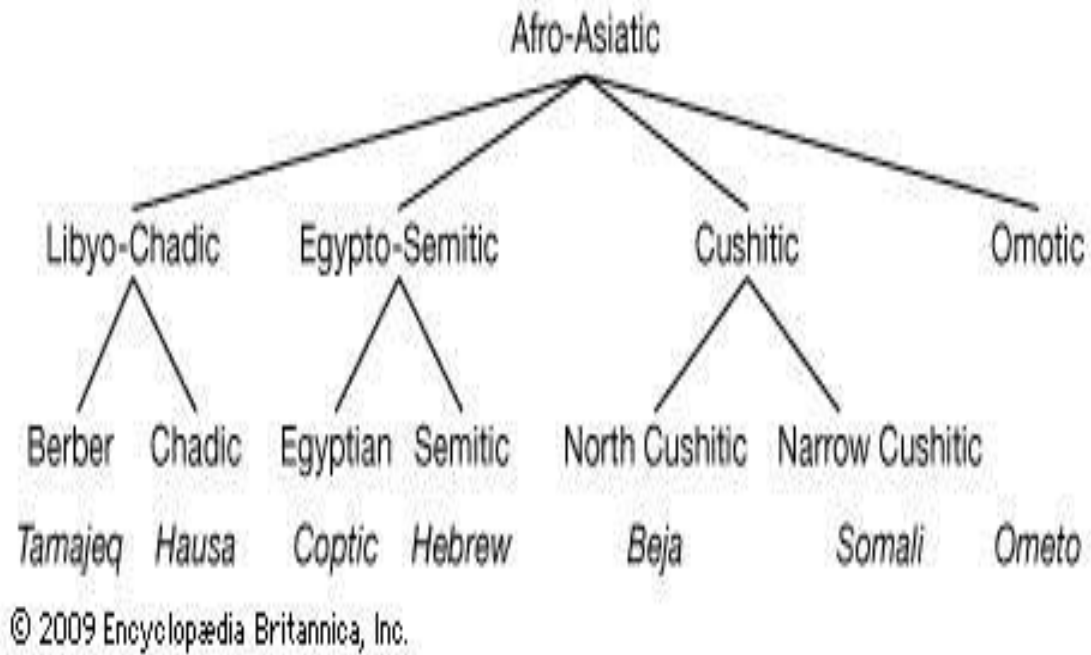 Afro-Asiatic
Libyo-Chadic Egypto-Semitic Cushitic Omotic
Berber Chadic Egyptian Semitic North Cushitic Narrow Cushitic
Tamajeq Hausa Coptic Hebrew Beja Somali Ometo
© 2009 Encyclopædia Britannica, Inc.